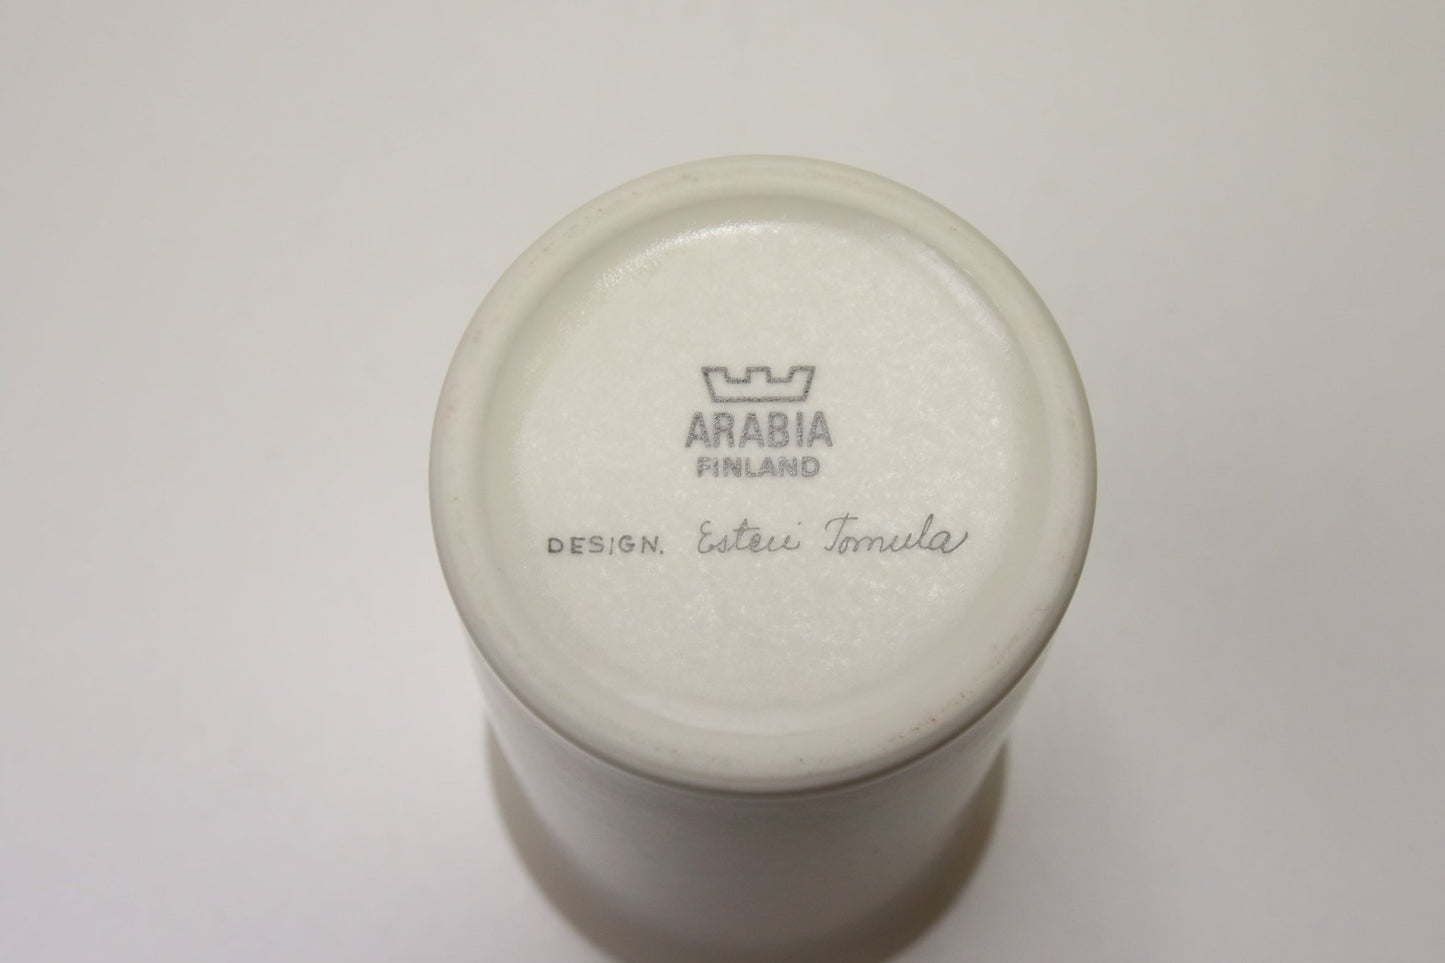 ARABIA
FINLAND
DESIGN. Esteri Tomula